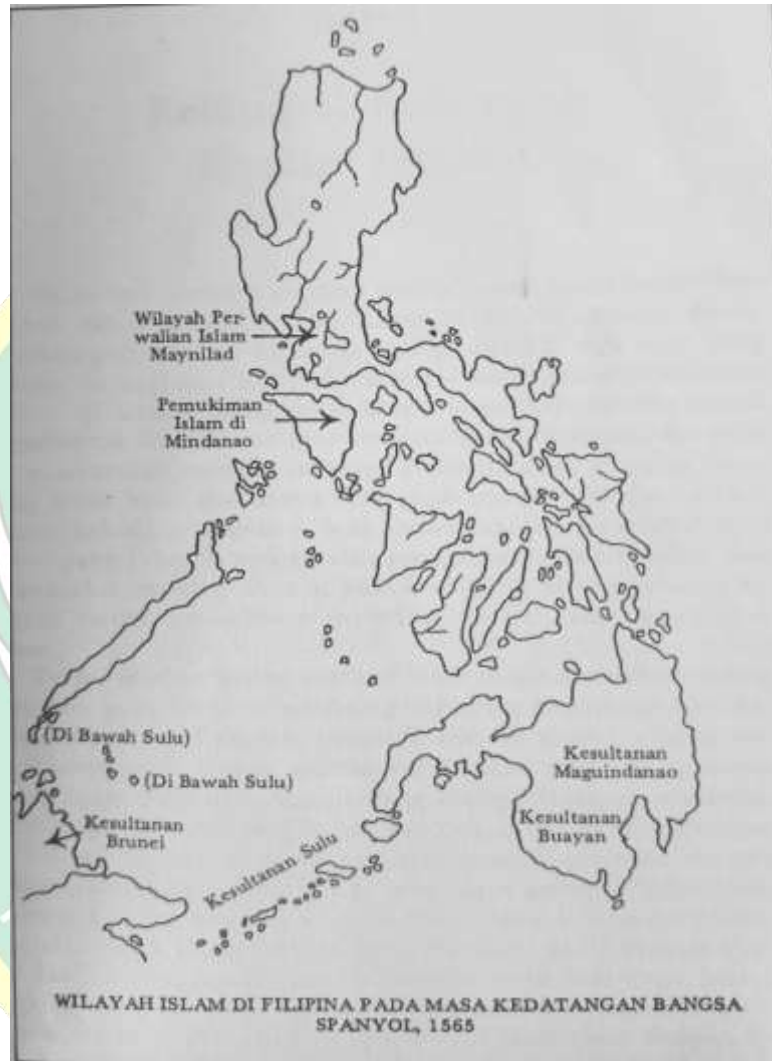 Wilayah Per-
walian Islam
Maynilad
Pemukiman
Islam di
Mindanao
(Di Bawah Sulu)
(Di Bawah Sulu)
Kesultanan
Brunei
Kesultanan Sulu
Kesultanan
Maguindanao
Kesultanan
Buayan
WILAYAH ISLAM DI FILIPINA PADA MASA KEDATANGAN BANGSA
SPANYOL, 1565